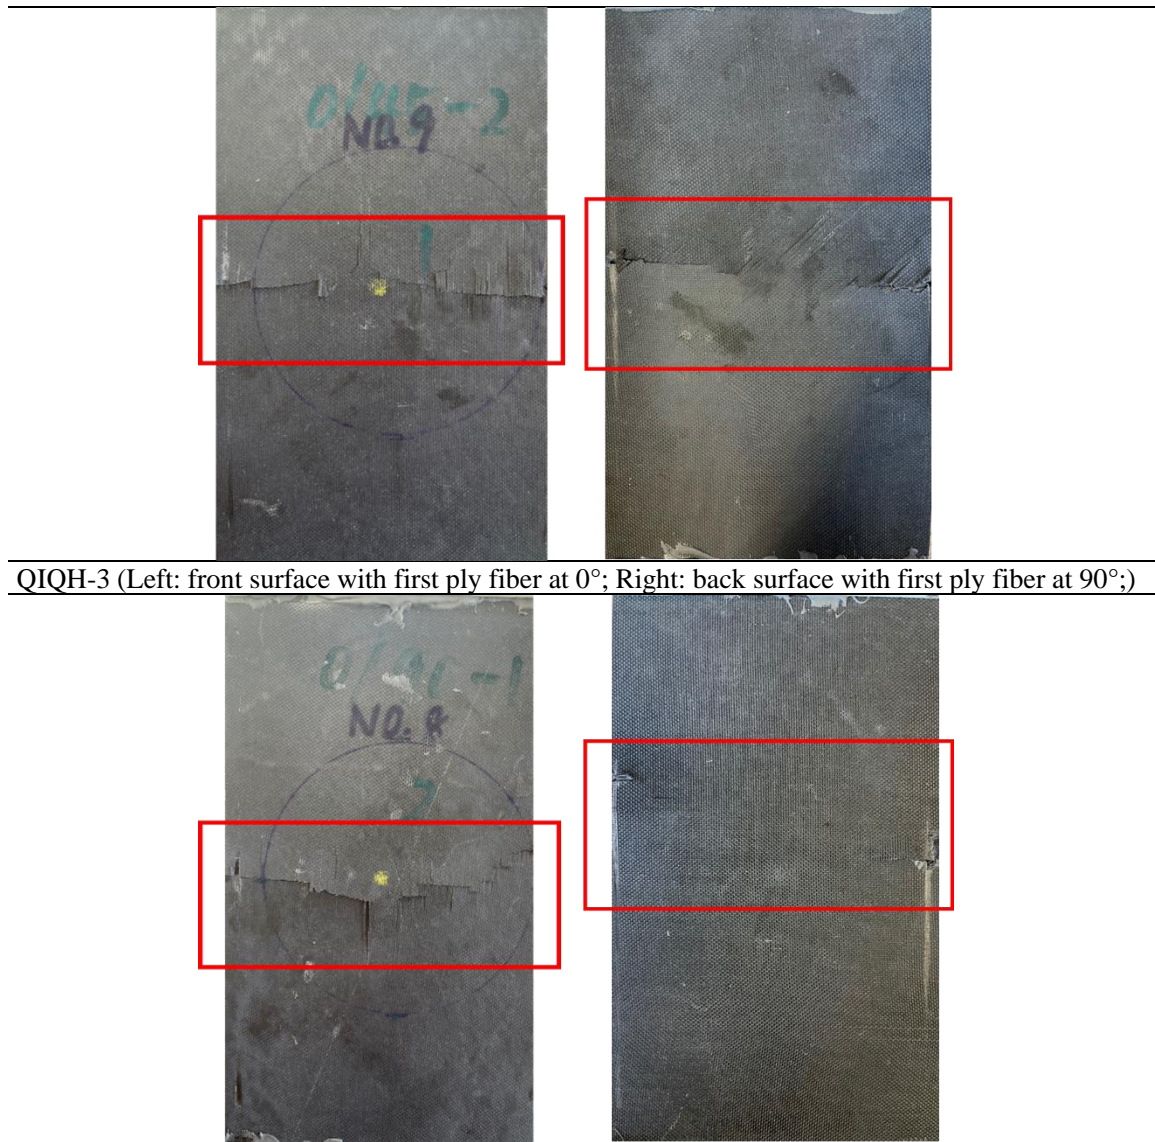 0/45-2
NO.9
1
QIQH-3 (Left: front surface with first ply fiber at 0°; Right: back surface with first ply fiber at 90°;)
NO.8